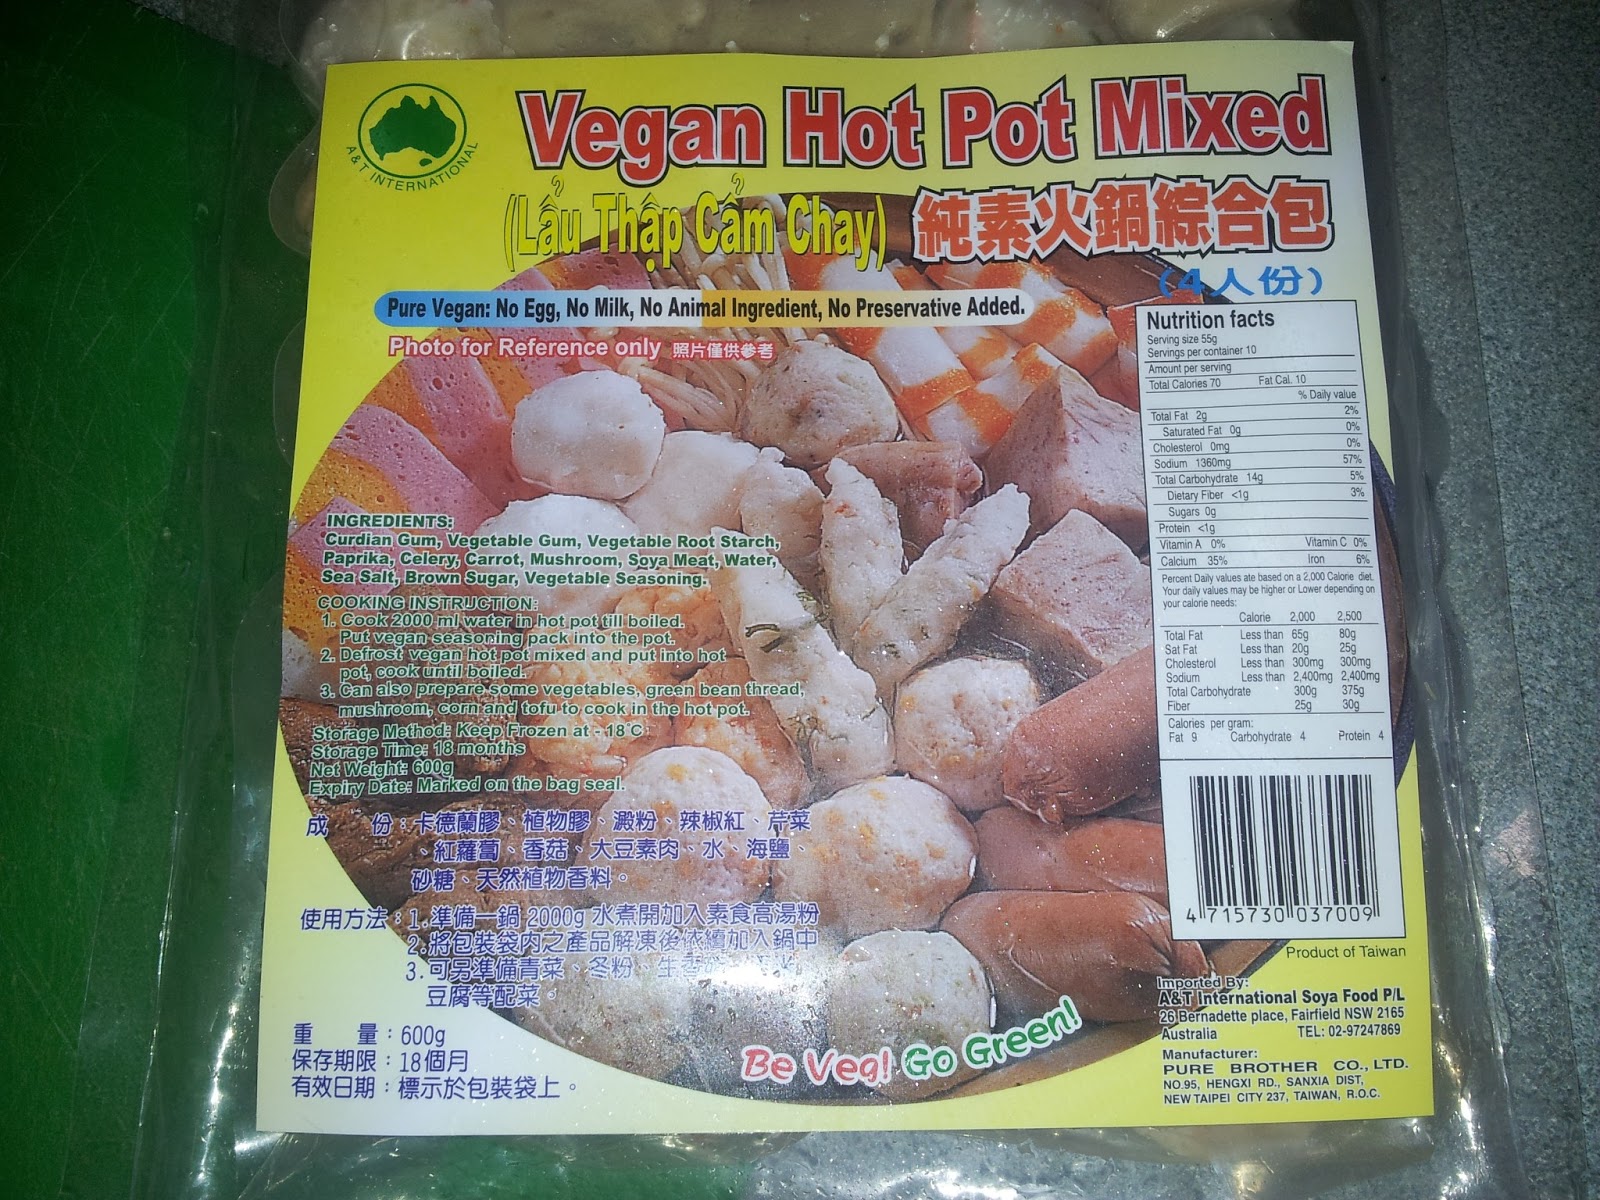 A & T INTERNATIONAL
Vegan Hot Pot Mixed
(Lẩu Thập Cẩm Chay) 純素火鍋綜合包
(4人份)
Pure Vegan: No Egg, No Milk, No Animal Ingredient, No Preservative Added.
Photo for Reference only 照片僅供參考
INGREDIENTS:
Curdian Gum, Vegetable Gum, Vegetable Root Starch,
Paprika, Celery, Carrot, Mushroom, Soya Meat, Water,
Sea Salt, Brown Sugar, Vegetable Seasoning.
COOKING INSTRUCTION:
1. Cook 2000 ml water in hot pot till boiled.
Put vegan seasoning pack into the pot.
2. Defrost vegan hot pot mixed and put into hot
pot, cook until boiled.
3. Can also prepare some vegetables, green bean thread,
mushroom, corn and tofu to cook in the hot pot.
Storage Method: Keep Frozen at - 18°C
Storage Time: 18 months
Net Weight: 600g
Expiry Date: Marked on the bag seal.
成 份：卡德蘭膠、植物膠、澱粉、辣椒紅、芹菜
、紅蘿蔔、香菇、大豆素肉、水、海鹽、
砂糖、天然植物香料。
使用方法：1.準備一鍋 2000g 水煮開加入素食高湯粉
2.將包裝袋內之產品解凍後依續加入鍋中
3.可另準備青菜、冬粉、生香
豆腐等配菜。
重 量：600g
保存期限：18個月
有效日期：標示於包裝袋上。
Be Veg! Go Green!
Nutrition facts
Serving size 55g
Servings per container 10
Amount per serving
Total Calories 70 Fat Cal. 10
% Daily value
Total Fat 2g 2%
Saturated Fat 0g 0%
Cholesterol 0mg 0%
Sodium 1360mg 57%
Total Carbohydrate 14g 5%
Dietary Fiber <1g 3%
Sugars 0g
Protein <1g
Vitamin A 0% Vitamin C 0%
Calcium 35% Iron 6%
Percent Daily values ate based on a 2,000 Calorie diet.
Your daily values may be higher or Lower depending on
your calorie needs:
Calorie 2,000 2,500
Total Fat Less than 65g 80g
Sat Fat Less than 20g 25g
Cholesterol Less than 300mg 300mg
Sodium Less than 2,400mg 2,400mg
Total Carbohydrate 300g 375g
Fiber 25g 30g
Calories per gram:
Fat 9 Carbohydrate 4 Protein 4
4 715730 037009
Product of Taiwan
Imported By:
A&T International Soya Food P/L
26 Bernadette place, Fairfield NSW 2165
Australia TEL: 02-97247869
Manufacturer:
PURE BROTHER CO., LTD.
NO.95, HENGXI RD., SANXIA DIST,
NEW TAIPEI CITY 237, TAIWAN, R.O.C.